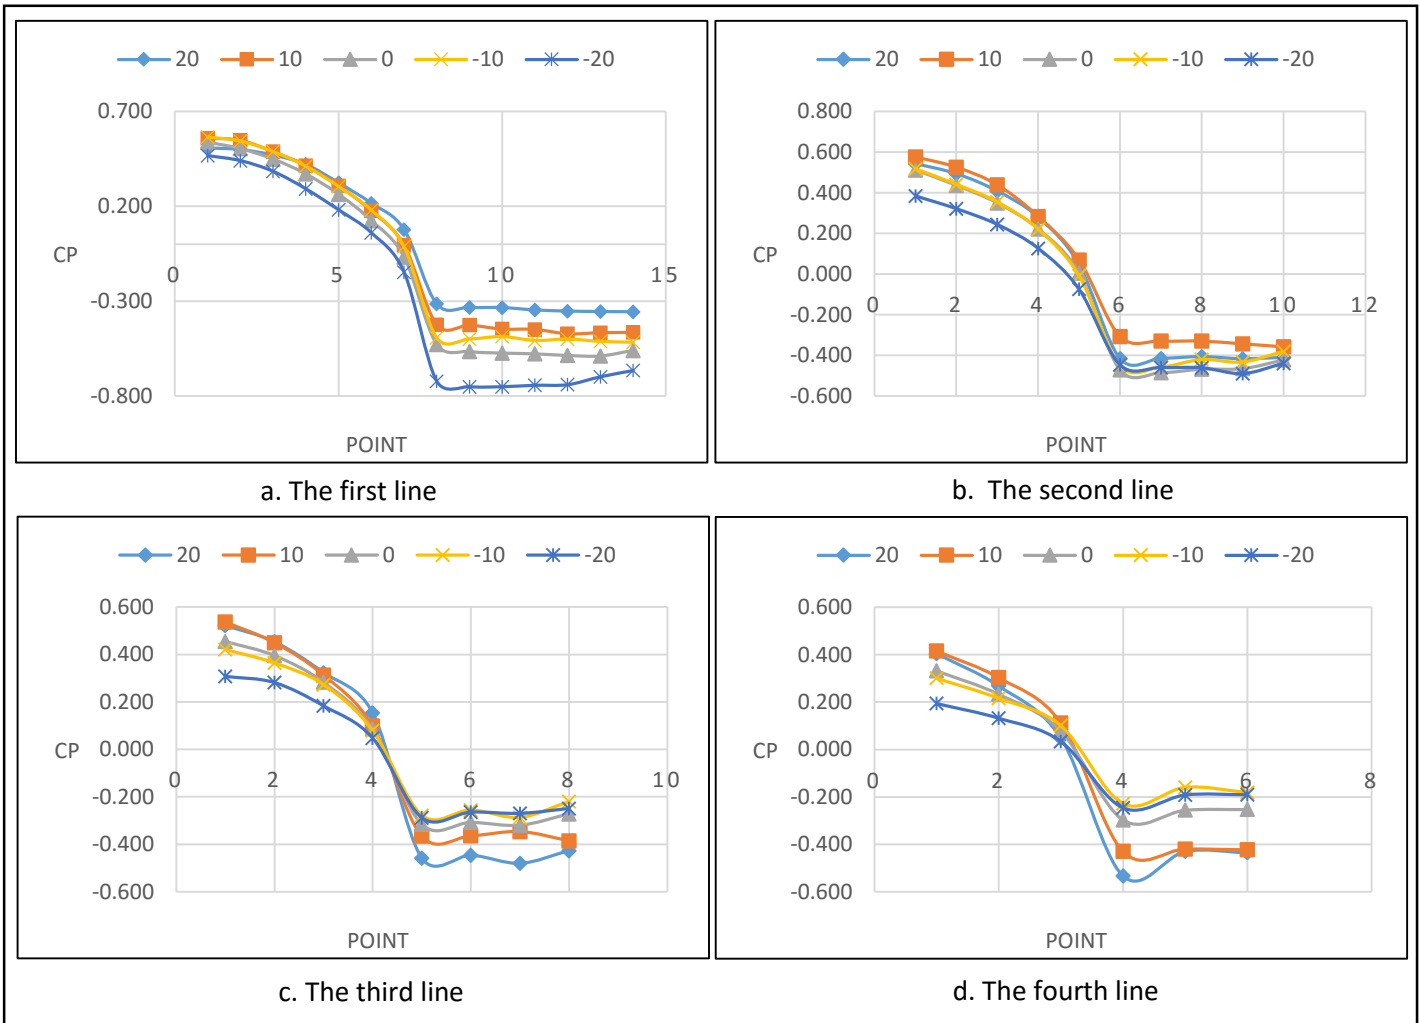 20 10 0 -10 -20
0.700
0.200
-0.300
-0.800
0 5 10 15
CP
POINT
a. The first line
20 10 0 -10 -20
0.800
0.600
0.400
0.200
0.000
-0.200
-0.400
-0.600
0 2 4 6 8 10 12
CP
POINT
b. The second line
20 10 0 -10 -20
0.600
0.400
0.200
0.000
-0.200
-0.400
-0.600
0 2 4 6 8 10
CP
POINT
c. The third line
20 10 0 -10 -20
0.600
0.400
0.200
0.000
-0.200
-0.400
-0.600
0 2 4 6 8
CP
POINT
d. The fourth line